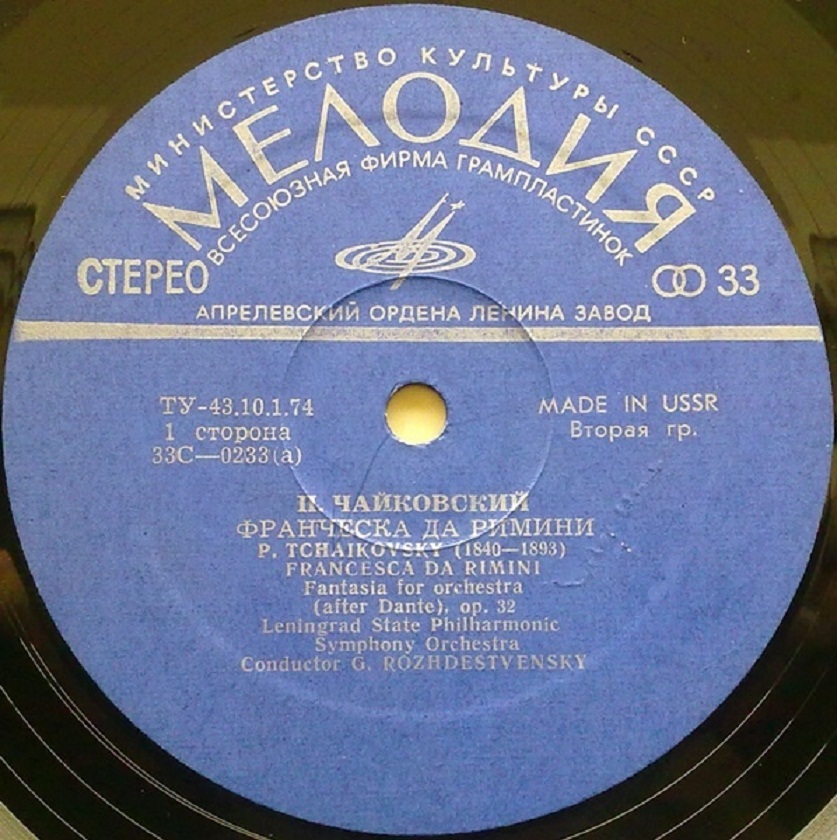 МИНИСТЕРСТВО КУЛЬТУРЫ СССР
МЕЛОДИЯ
ВСЕСОЮЗНАЯ ФИРМА ГРАМПЛАСТИНОК
СТЕРЕО
33
АПРЕЛЕВСКИЙ ОРДЕНА ЛЕНИНА ЗАВОД
ТУ-43.10.1.74
MADE IN USSR
1 сторона
Вторая гр.
33С—0233(а)
П. ЧАЙКОВСКИЙ
ФРАНЧЕСКА ДА РИМИНИ
P. TCHAIKOVSKY (1840—1893)
FRANCESCA DA RIMINI
Fantasia for orchestra
(after Dante), op. 32
Leningrad State Philharmonic
Symphony Orchestra
Conductor G. ROZHDESTVENSKY